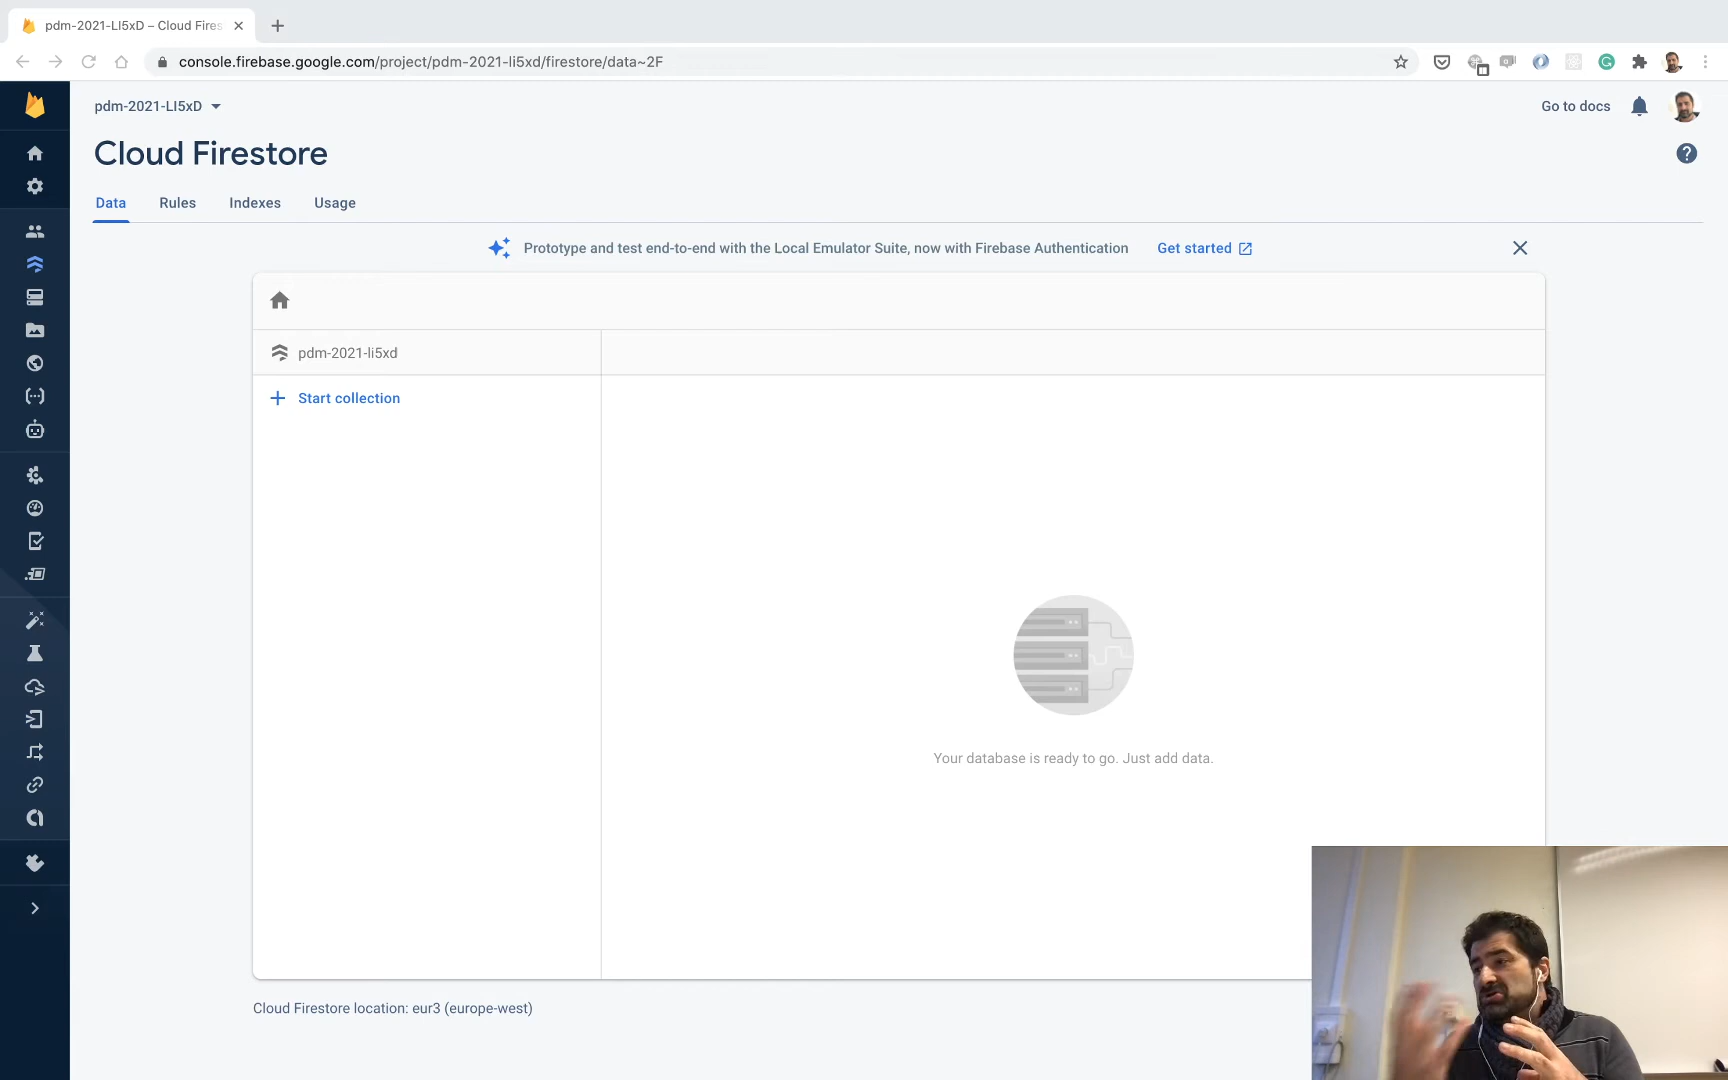 pdm-2021-LI5xD – Cloud Fires
console.firebase.google.com/project/pdm-2021-li5xd/firestore/data~2F
pdm-2021-LI5xD
Go to docs
Cloud Firestore
Data
Rules
Indexes
Usage
Prototype and test end-to-end with the Local Emulator Suite, now with Firebase Authentication
Get started
pdm-2021-li5xd
Start collection
Your database is ready to go. Just add data.
Cloud Firestore location: eur3 (europe-west)